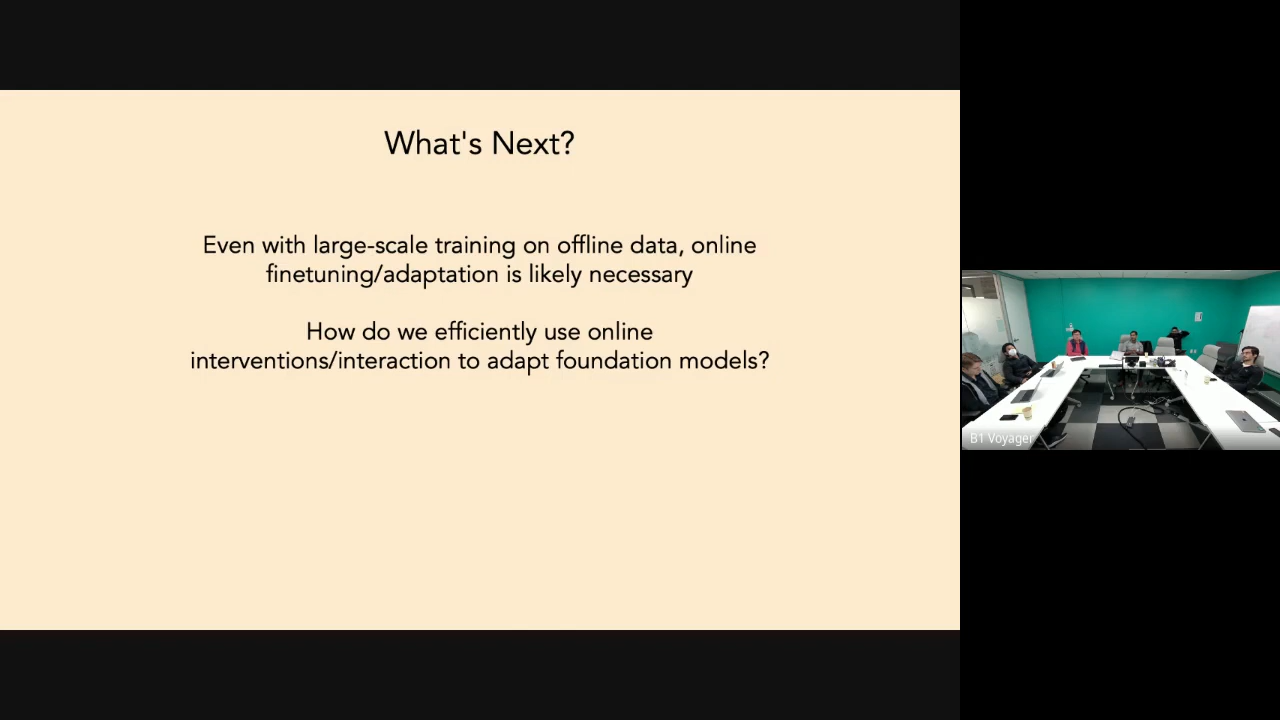 What's Next?
Even with large-scale training on offline data, online
finetuning/adaptation is likely necessary
How do we efficiently use online
interventions/interaction to adapt foundation models?
B1 Voyager